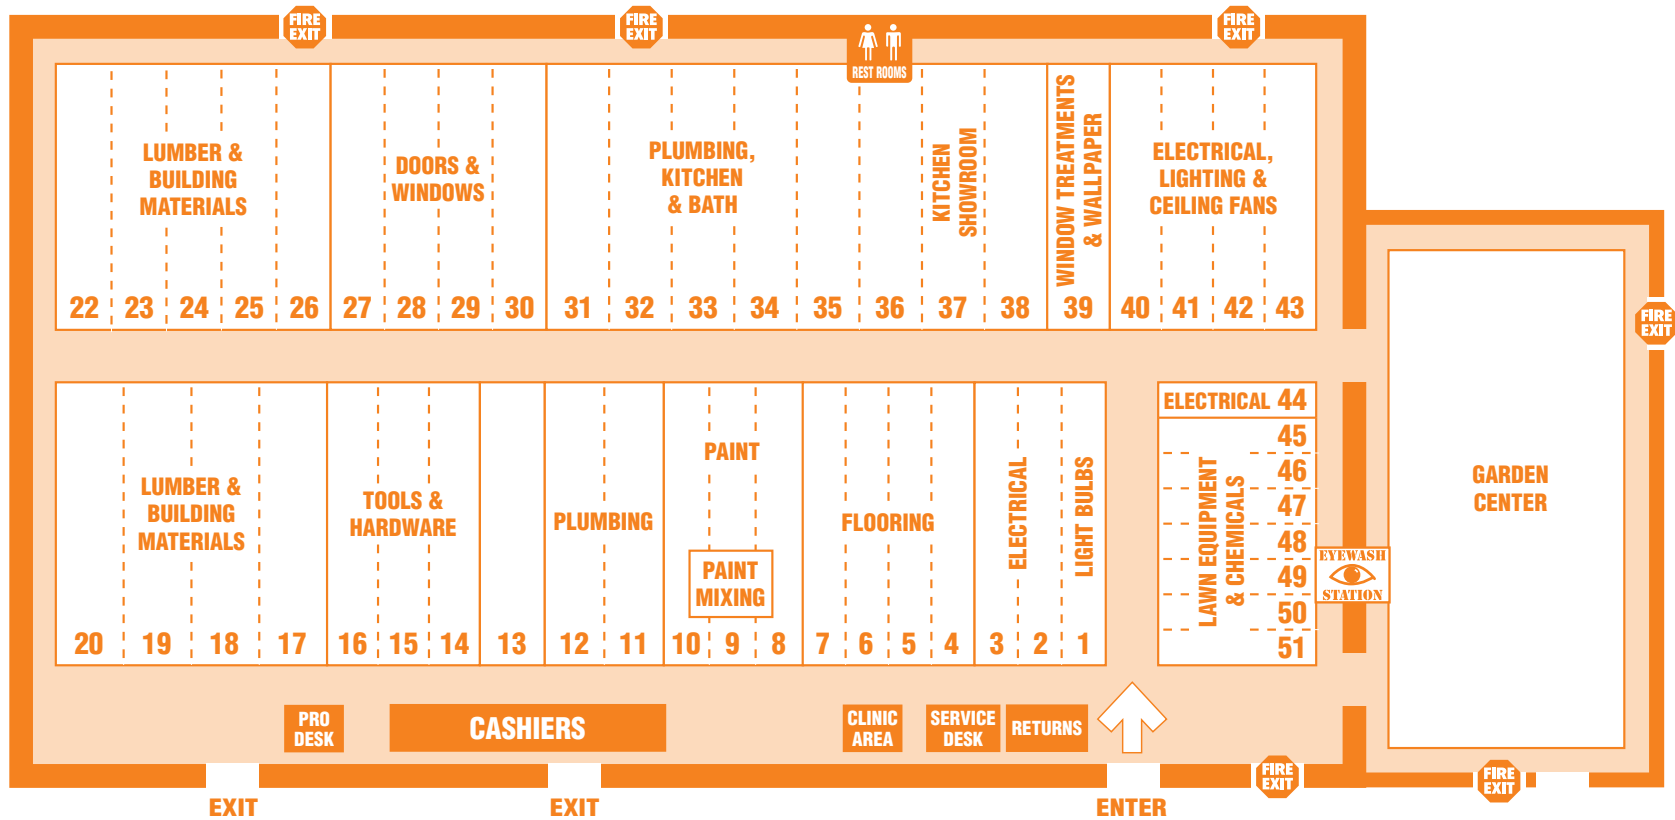 FIRE
EXIT
FIRE
EXIT
FIRE
EXIT
REST ROOMS
LUMBER &
BUILDING
MATERIALS
DOORS &
WINDOWS
PLUMBING,
KITCHEN
& BATH
KITCHEN
SHOWROOM
WINDOW TREATMENTS
& WALLPAPER
ELECTRICAL,
LIGHTING &
CEILING FANS
22 23 24 25 26 27 28 29 30 31 32 33 34 35 36 37 38 39 40 41 42 43
FIRE
EXIT
LUMBER &
BUILDING
MATERIALS
TOOLS &
HARDWARE
PLUMBING
PAINT
PAINT
MIXING
FLOORING
ELECTRICAL
LIGHT BULBS
20 19 18 17 16 15 14 13 12 11 10 9 8 7 6 5 4 3 2 1
ELECTRICAL 44
45
46
47
48
49
50
51
LAWN EQUIPMENT
& CHEMICALS
EYEWASH
STATION
GARDEN
CENTER
PRO
DESK
CASHIERS
CLINIC
AREA
SERVICE
DESK
RETURNS
FIRE
EXIT
FIRE
EXIT
EXIT
EXIT
ENTER